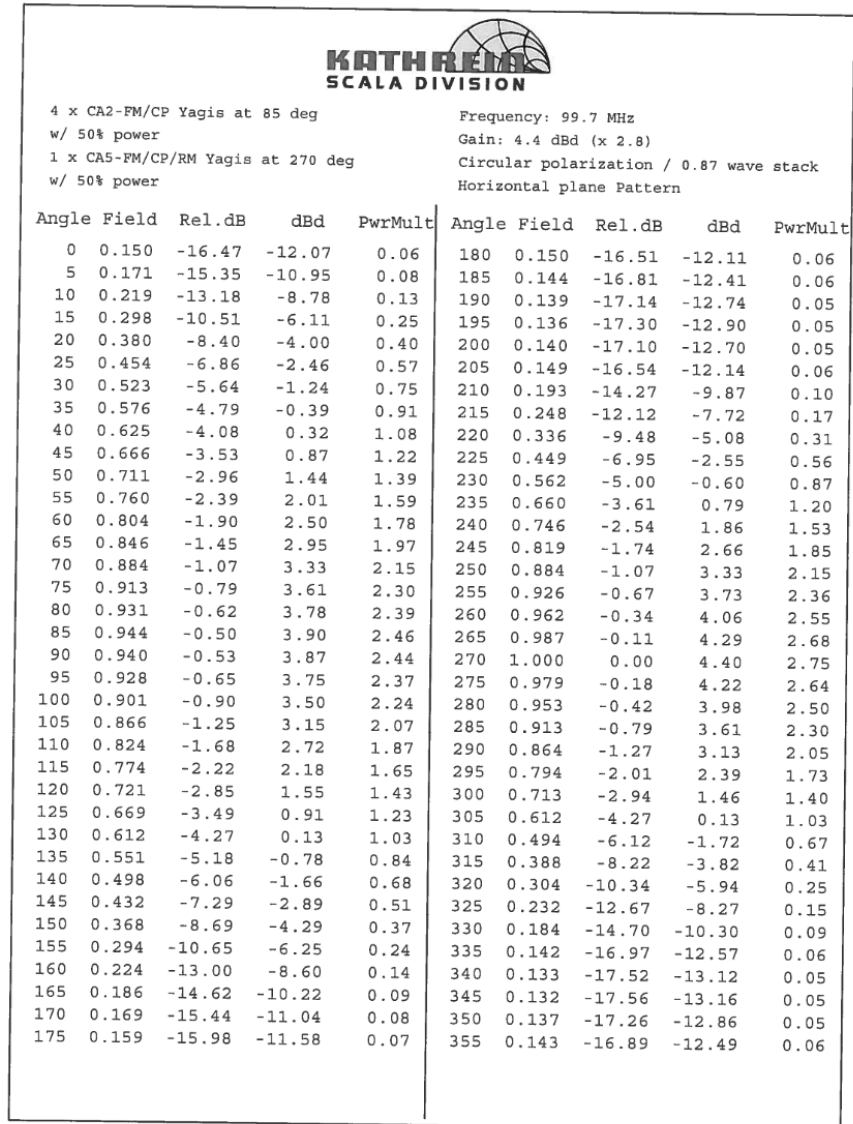 KATHREIN
SCALA DIVISION
4 x CA2-FM/CP Yagis at 85 deg
w/ 50% power
1 x CA5-FM/CP/RM Yagis at 270 deg
w/ 50% power
Frequency: 99.7 MHz
Gain: 4.4 dBd (x 2.8)
Circular polarization / 0.87 wave stack
Horizontal plane Pattern
Angle Field Rel.dB dBd PwrMult
0 0.150 -16.47 -12.07 0.06
5 0.171 -15.35 -10.95 0.08
10 0.219 -13.18 -8.78 0.13
15 0.298 -10.51 -6.11 0.25
20 0.380 -8.40 -4.00 0.40
25 0.454 -6.86 -2.46 0.57
30 0.523 -5.64 -1.24 0.75
35 0.576 -4.79 -0.39 0.91
40 0.625 -4.08 0.32 1.08
45 0.666 -3.53 0.87 1.22
50 0.711 -2.96 1.44 1.39
55 0.760 -2.39 2.01 1.59
60 0.804 -1.90 2.50 1.78
65 0.846 -1.45 2.95 1.97
70 0.884 -1.07 3.33 2.15
75 0.913 -0.79 3.61 2.30
80 0.931 -0.62 3.78 2.39
85 0.944 -0.50 3.90 2.46
90 0.940 -0.53 3.87 2.44
95 0.928 -0.65 3.75 2.37
100 0.901 -0.90 3.50 2.24
105 0.866 -1.25 3.15 2.07
110 0.824 -1.68 2.72 1.87
115 0.774 -2.22 2.18 1.65
120 0.721 -2.85 1.55 1.43
125 0.669 -3.49 0.91 1.23
130 0.612 -4.27 0.13 1.03
135 0.551 -5.18 -0.78 0.84
140 0.498 -6.06 -1.66 0.68
145 0.432 -7.29 -2.89 0.51
150 0.368 -8.69 -4.29 0.37
155 0.294 -10.65 -6.25 0.24
160 0.224 -13.00 -8.60 0.14
165 0.186 -14.62 -10.22 0.09
170 0.169 -15.44 -11.04 0.08
175 0.159 -15.98 -11.58 0.07
Angle Field Rel.dB dBd PwrMult
180 0.150 -16.51 -12.11 0.06
185 0.144 -16.81 -12.41 0.06
190 0.139 -17.14 -12.74 0.05
195 0.136 -17.30 -12.90 0.05
200 0.140 -17.10 -12.70 0.05
205 0.149 -16.54 -12.14 0.06
210 0.193 -14.27 -9.87 0.10
215 0.248 -12.12 -7.72 0.17
220 0.336 -9.48 -5.08 0.31
225 0.449 -6.95 -2.55 0.56
230 0.562 -5.00 -0.60 0.87
235 0.660 -3.61 0.79 1.20
240 0.746 -2.54 1.86 1.53
245 0.819 -1.74 2.66 1.85
250 0.884 -1.07 3.33 2.15
255 0.926 -0.67 3.73 2.36
260 0.962 -0.34 4.06 2.55
265 0.987 -0.11 4.29 2.68
270 1.000 0.00 4.40 2.75
275 0.979 -0.18 4.22 2.64
280 0.953 -0.42 3.98 2.50
285 0.913 -0.79 3.61 2.30
290 0.864 -1.27 3.13 2.05
295 0.794 -2.01 2.39 1.73
300 0.713 -2.94 1.46 1.40
305 0.612 -4.27 0.13 1.03
310 0.494 -6.12 -1.72 0.67
315 0.388 -8.22 -3.82 0.41
320 0.304 -10.34 -5.94 0.25
325 0.232 -12.67 -8.27 0.15
330 0.184 -14.70 -10.30 0.09
335 0.142 -16.97 -12.57 0.06
340 0.133 -17.52 -13.12 0.05
345 0.132 -17.56 -13.16 0.05
350 0.137 -17.26 -12.86 0.05
355 0.143 -16.89 -12.49 0.06